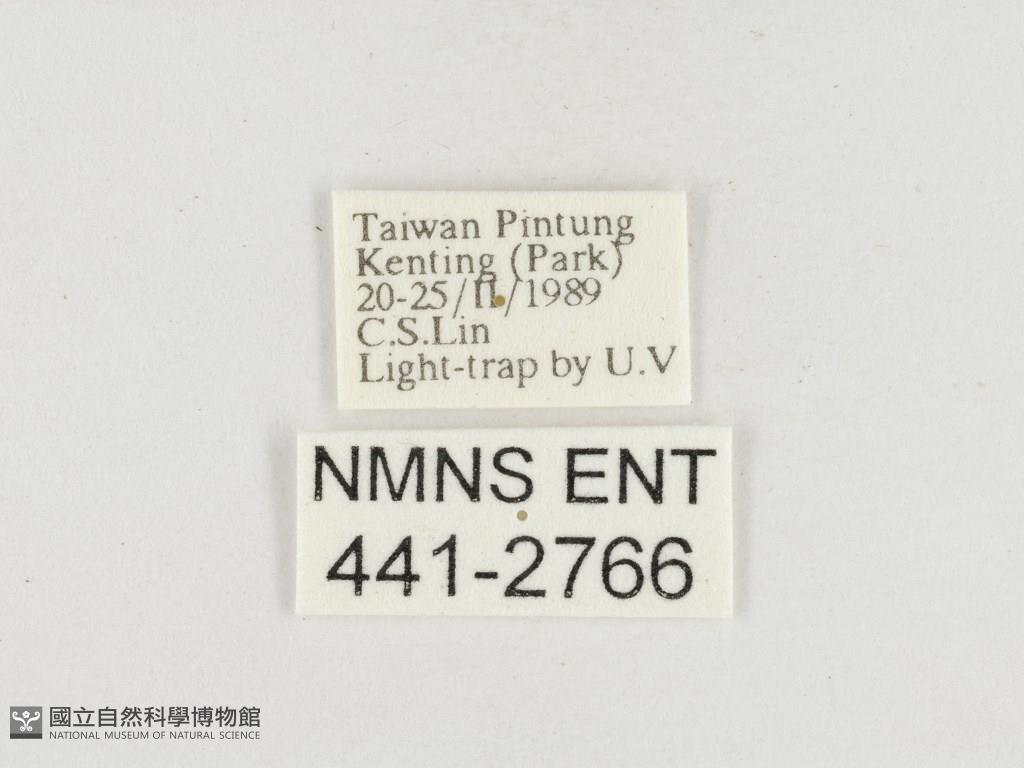 Taiwan Pintung
Kenting (Park)
20-25/II/1989
C.S.Lin
Light-trap by U.V
NMNS ENT
441-2766
國立自然科學博物館
NATIONAL MUSEUM OF NATURAL SCIENCE